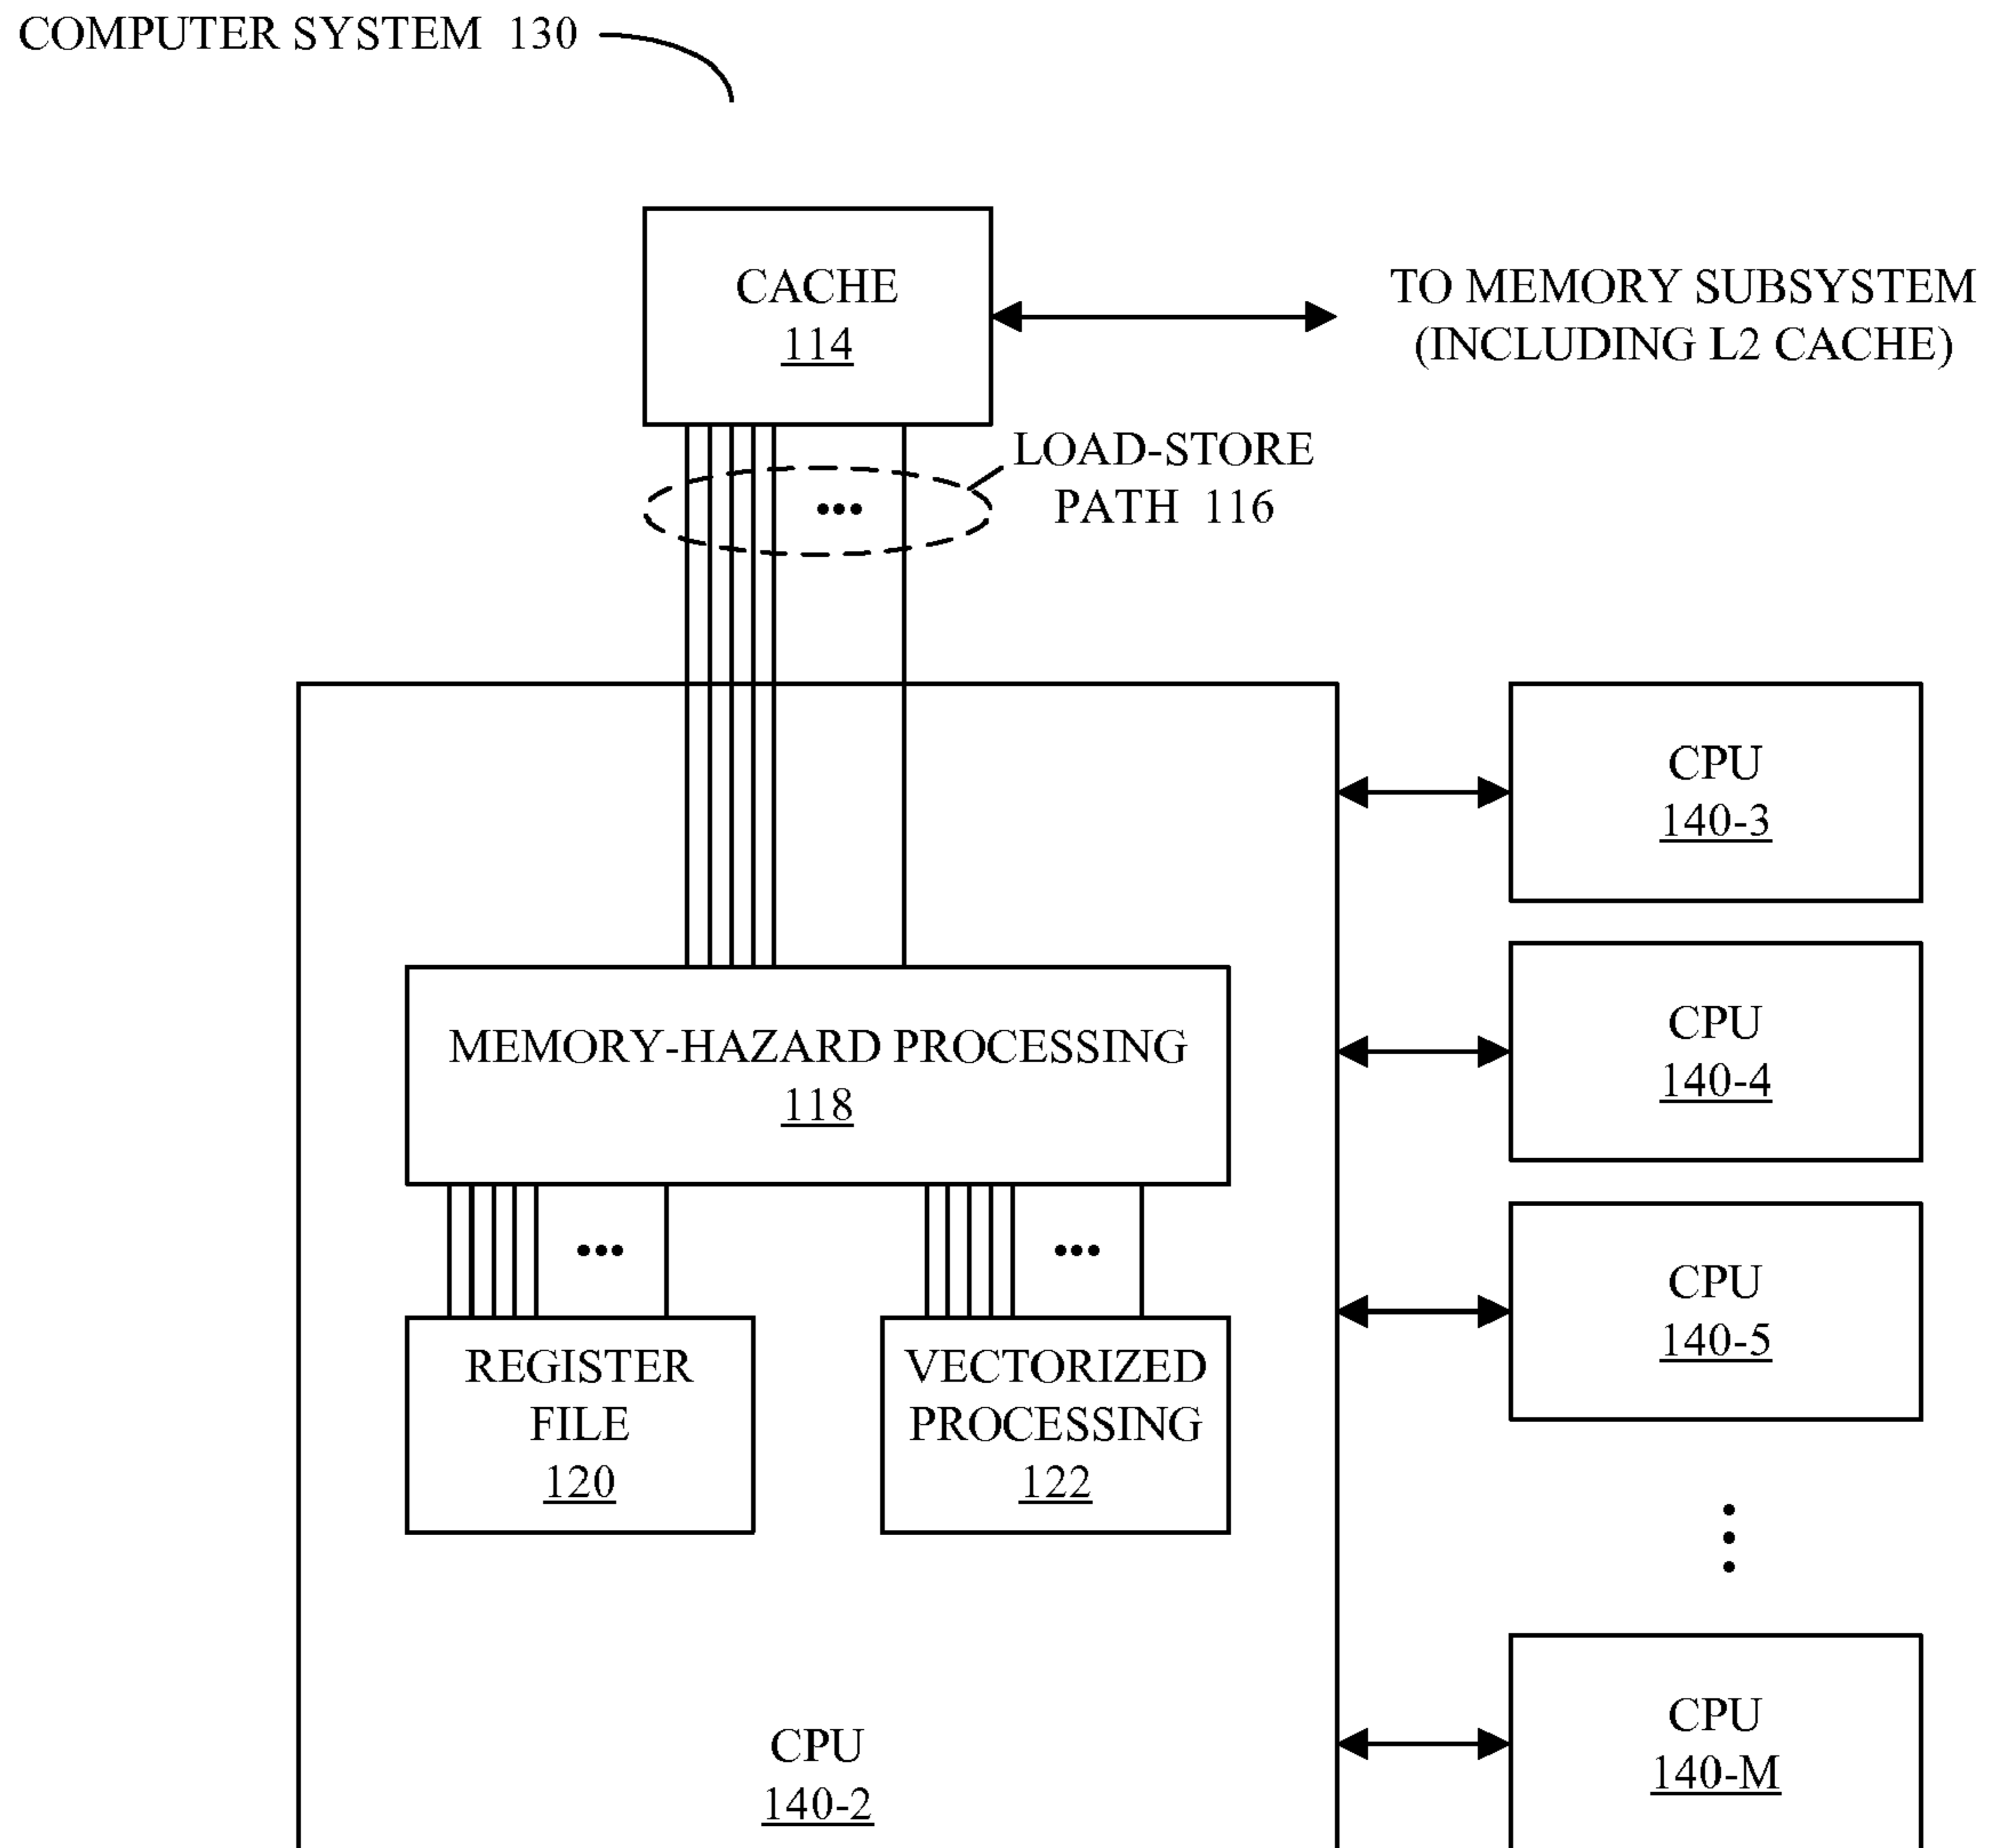 COMPUTER SYSTEM 130
CACHE
114
TO MEMORY SUBSYSTEM
(INCLUDING L2 CACHE)
LOAD-STORE
PATH 116
•••
CPU
140-3
MEMORY-HAZARD PROCESSING
118
CPU
140-4
•••
•••
CPU
140-5
REGISTER
FILE
120
VECTORIZED
PROCESSING
122
CPU
140-2
CPU
140-M